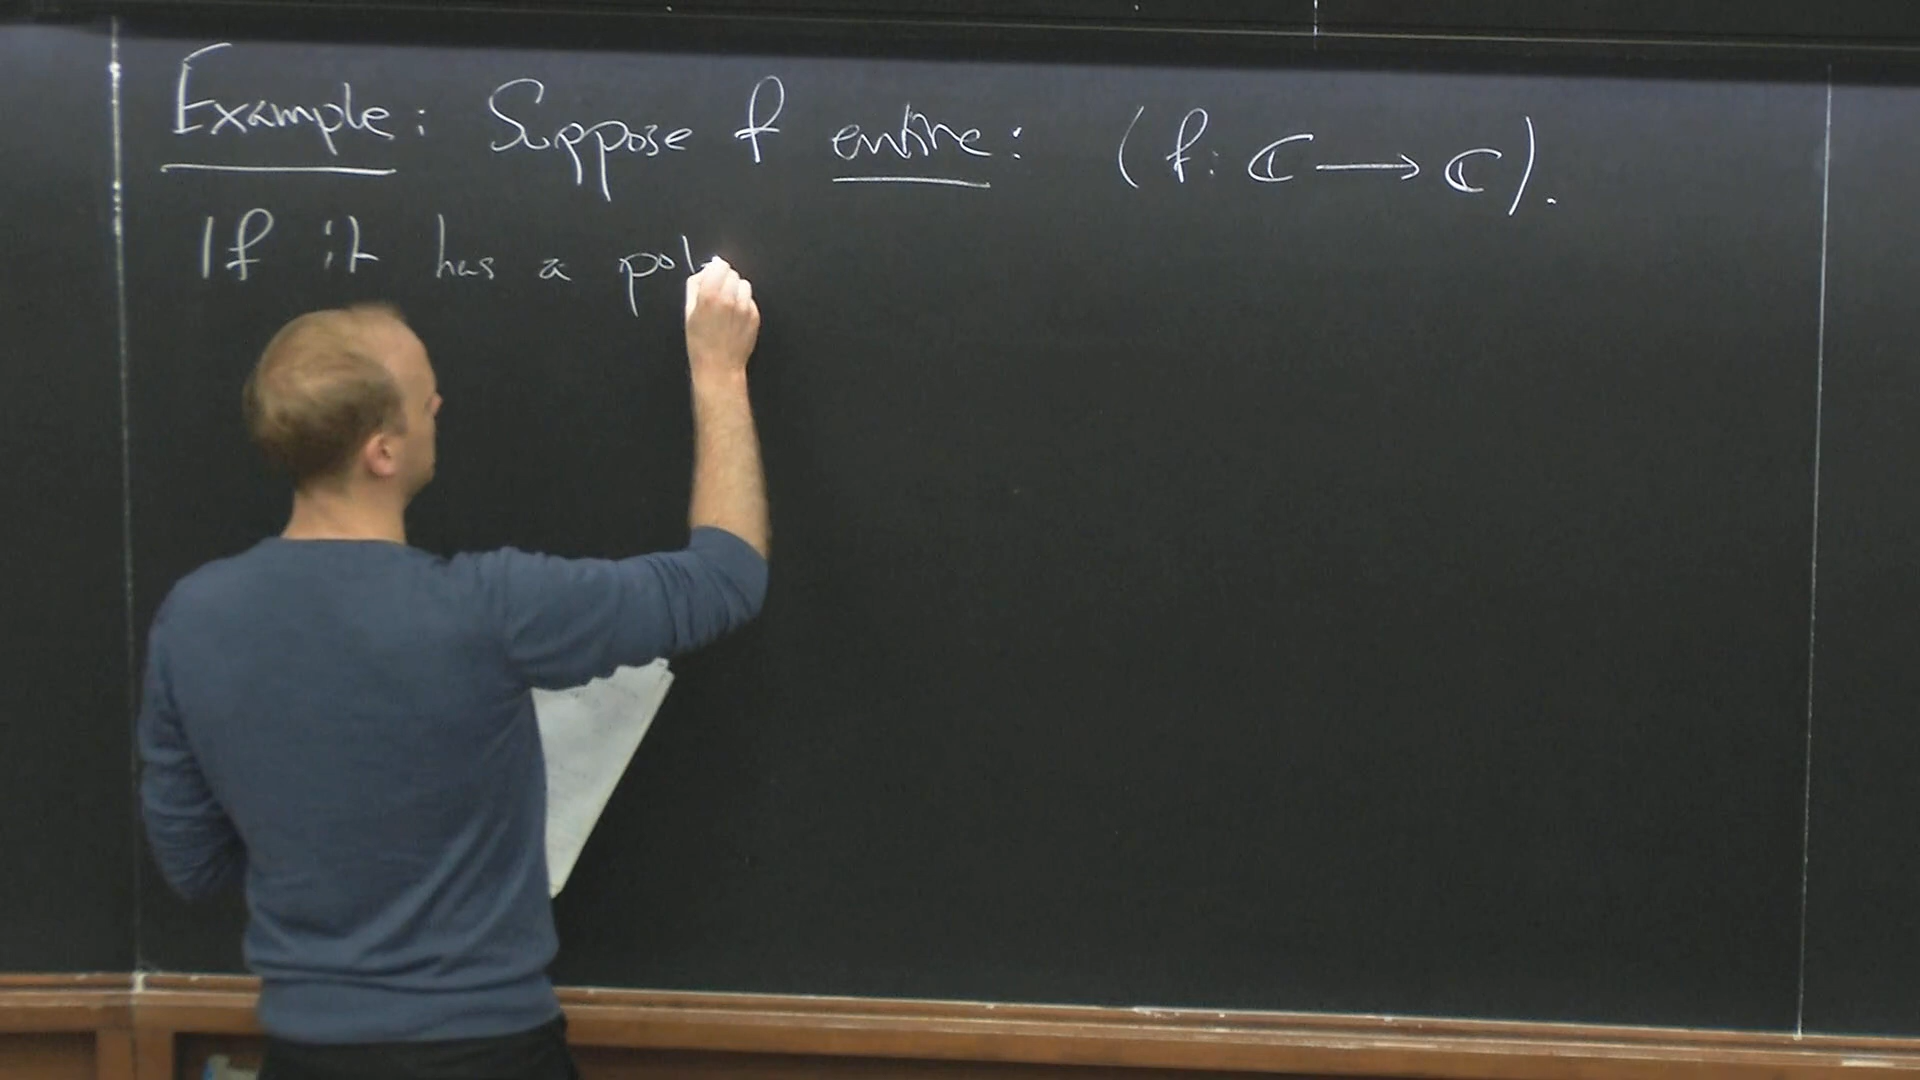 Example: Suppose f entire: (f: ℂ ⟶ ℂ).
If it has a pol